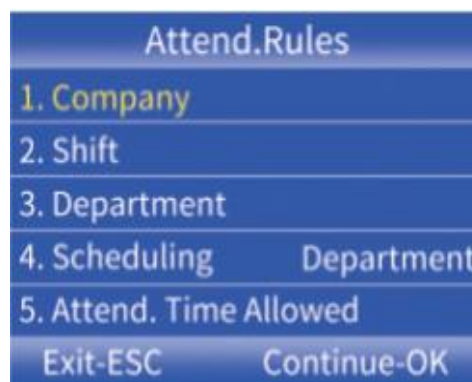 Attend.Rules
1. Company
2. Shift
3. Department
4. Scheduling Department
5. Attend. Time Allowed
Exit-ESC Continue-OK